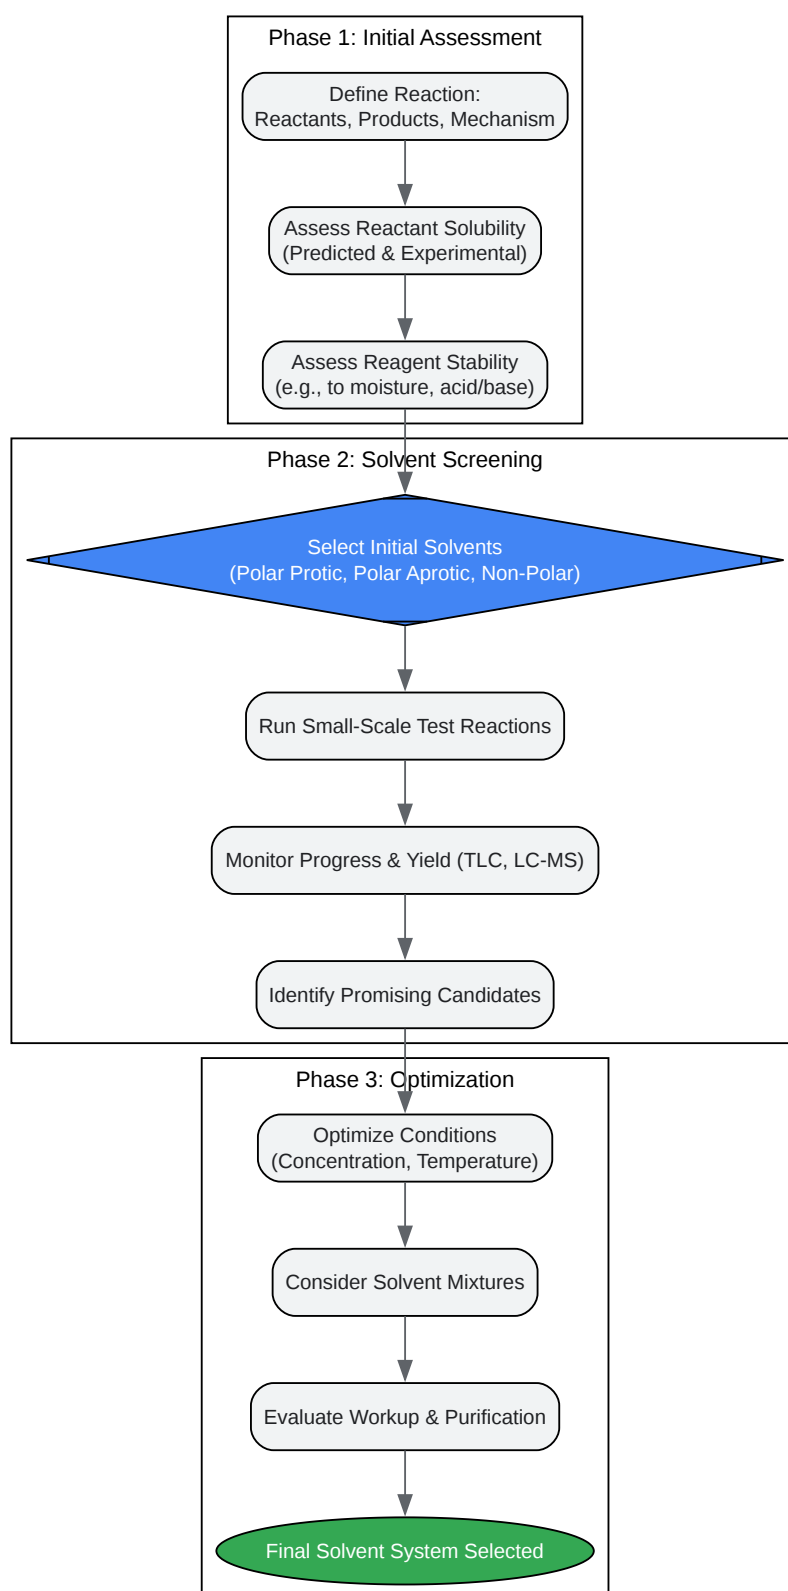 Phase 1: Initial Assessment
Define Reaction:
Reactants, Products, Mechanism
Assess Reactant Solubility
(Predicted & Experimental)
Assess Reagent Stability
(e.g., to moisture, acid/base)
Phase 2: Solvent Screening
Select Initial Solvents
(Polar Protic, Polar Aprotic, Non-Polar)
Run Small-Scale Test Reactions
Monitor Progress & Yield (TLC, LC-MS)
Identify Promising Candidates
Phase 3: Optimization
Optimize Conditions
(Concentration, Temperature)
Consider Solvent Mixtures
Evaluate Workup & Purification
Final Solvent System Selected